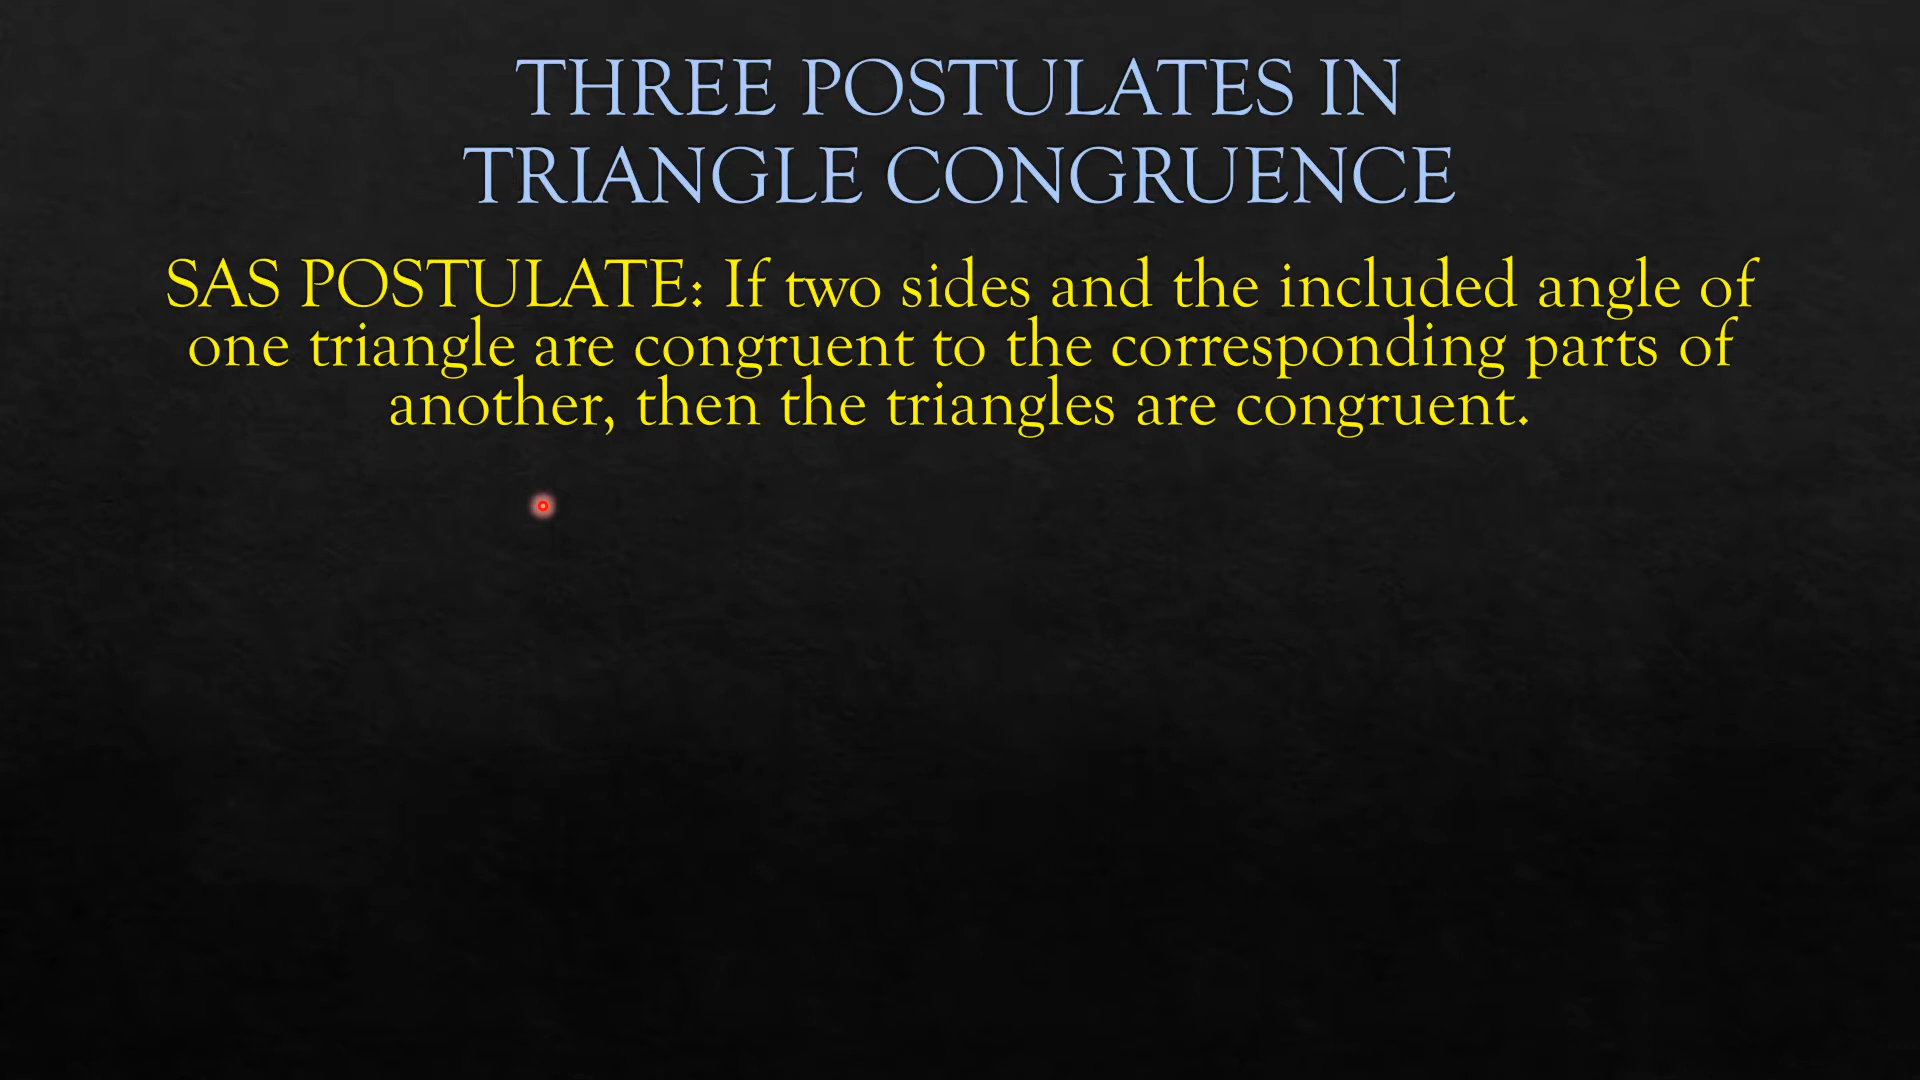 THREE POSTULATES IN
TRIANGLE CONGRUENCE
SAS POSTULATE: If two sides and the included angle of
one triangle are congruent to the corresponding parts of
another, then the triangles are congruent.